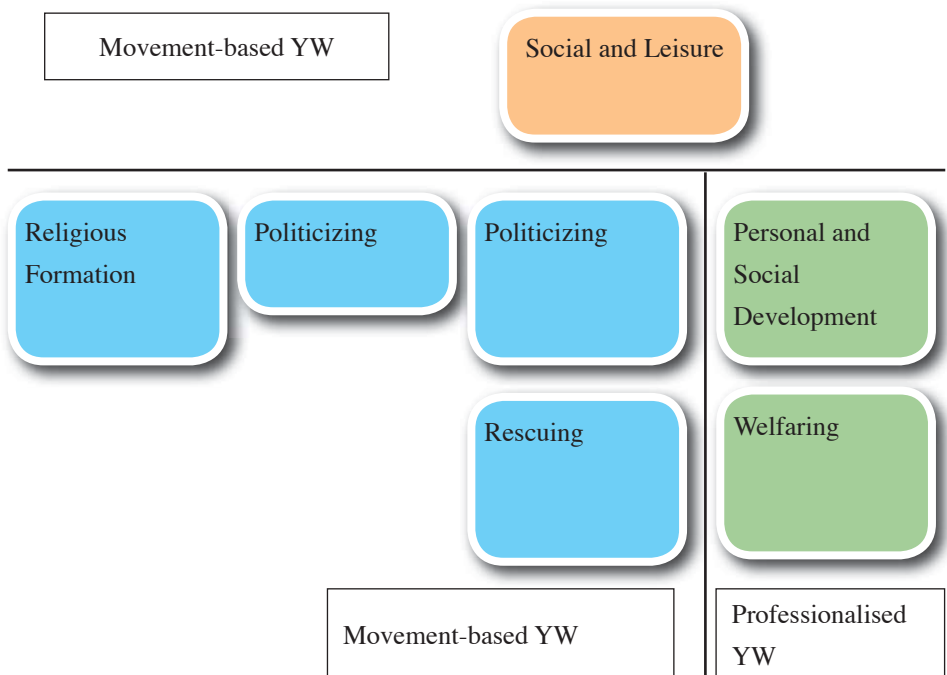 Movement-based YW
Social and Leisure
Religious
Formation
Politicizing
Politicizing
Personal and
Social
Development
Rescuing
Welfaring
Movement-based YW
Professionalised
YW